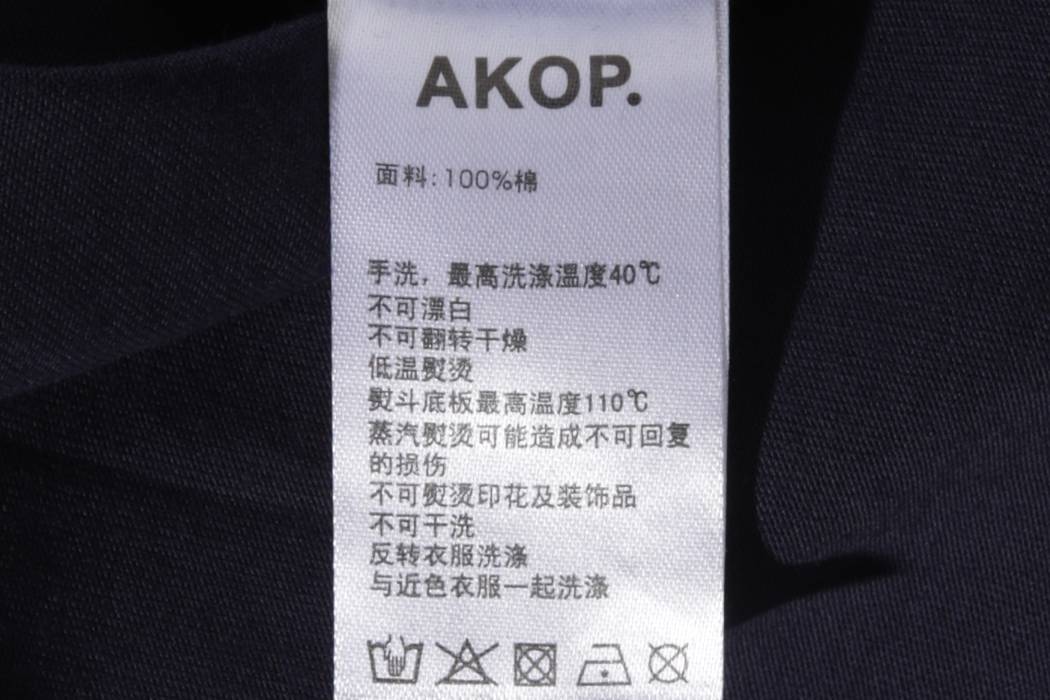 AKOP.
面料:100%棉
手洗，最高洗涤温度40℃
不可漂白
不可翻转干燥
低温熨烫
熨斗底板最高温度110℃
蒸汽熨烫可能造成不可回复
的损伤
不可熨烫印花及装饰品
不可干洗
反转衣服洗涤
与近色衣服一起洗涤